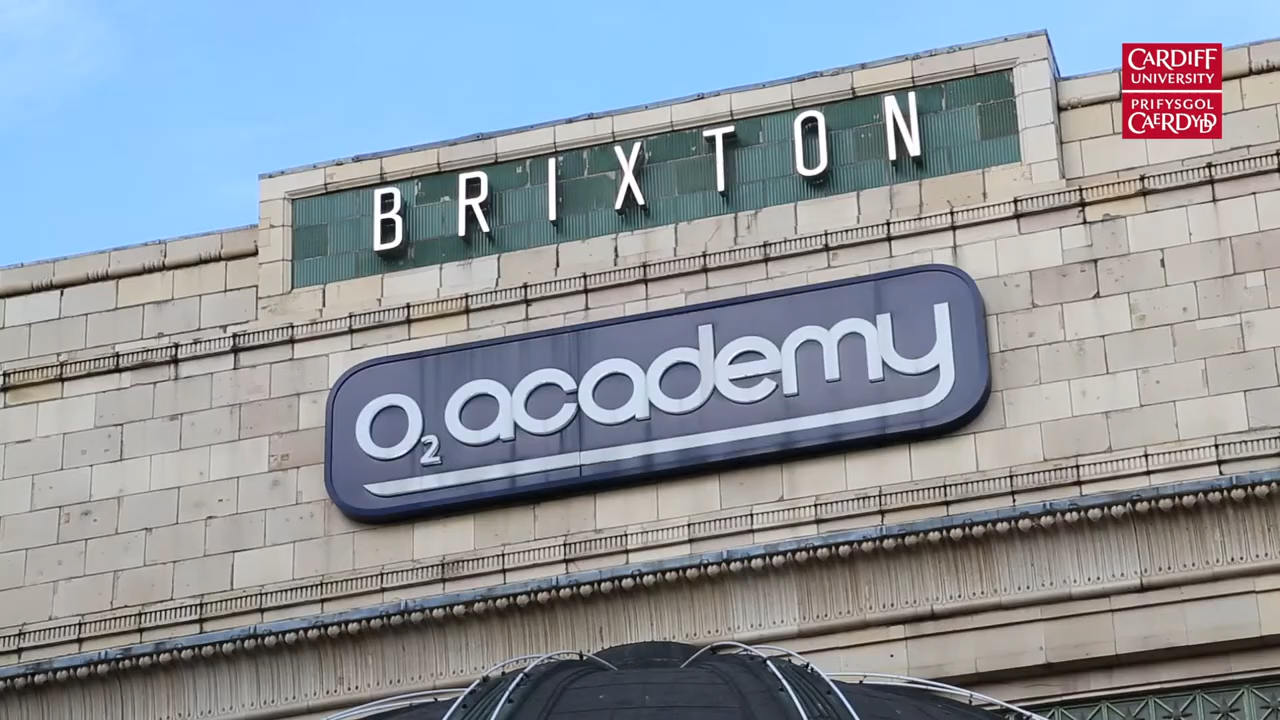 BRIXTON
O₂ academy
CARDIFF
UNIVERSITY
PRIFYSGOL
CAERDYDD